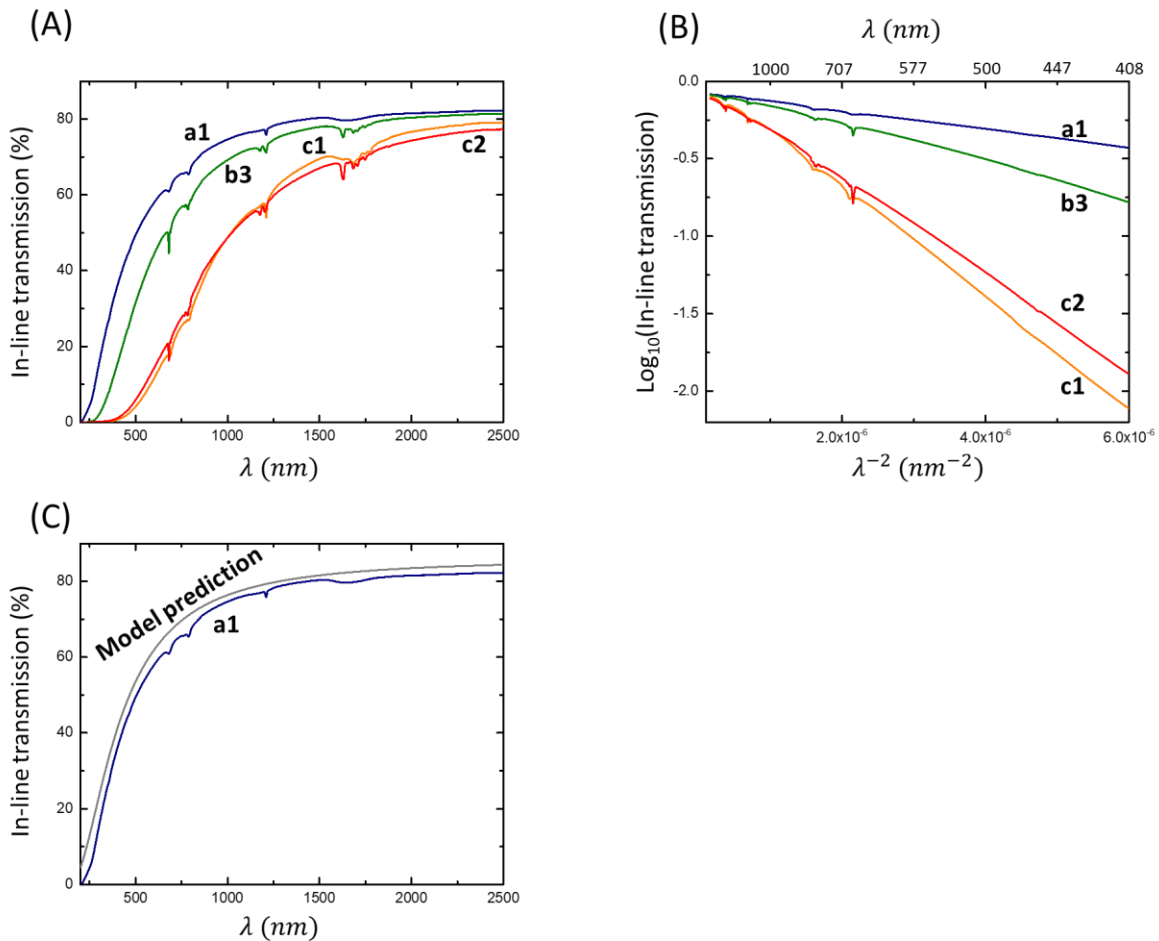 (A)
In-line transmission (%)
80
60
40
20
0
a1
b3
c1
c2
500 1000 1500 2000 2500
λ (nm)
(B)
λ (nm)
1000 707 577 500 447 408
Log₁₀(In-line transmission)
0.0
-0.5
-1.0
-1.5
-2.0
a1
b3
c2
c1
2.0x10⁻⁶ 4.0x10⁻⁶ 6.0x10⁻⁶
λ⁻² (nm⁻²)
(C)
In-line transmission (%)
80
60
40
20
0
Model prediction
a1
500 1000 1500 2000 2500
λ (nm)